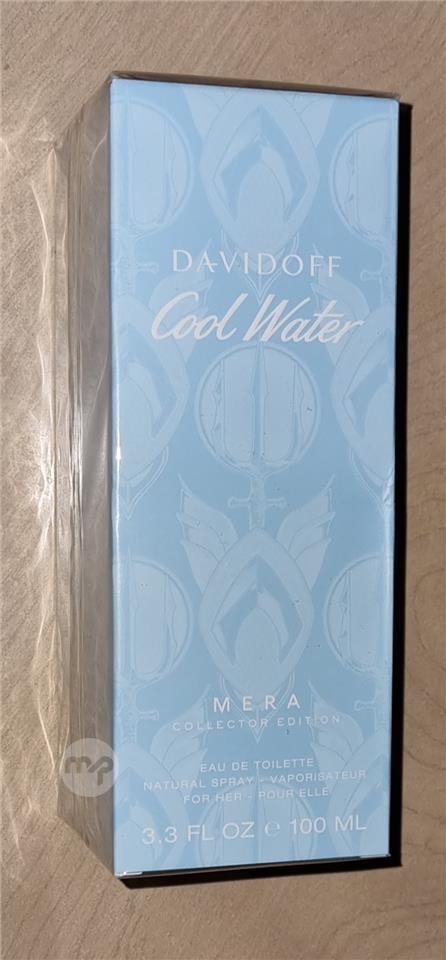 DAVIDOFF
Cool Water
MERA
COLLECTOR EDITION
EAU DE TOILETTE
NATURAL SPRAY - VAPORISATEUR
FOR HER - POUR ELLE
3.3 FL OZ ℮ 100 ML
mp